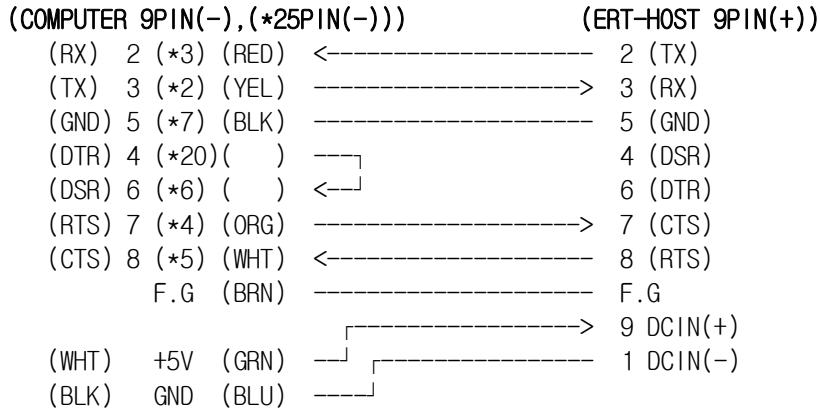 (COMPUTER 9PIN(-),(*25PIN(-))) (ERT-HOST 9PIN(+))
(RX) 2 (*3) (RED) <-------------------- 2 (TX)
(TX) 3 (*2) (YEL) --------------------> 3 (RX)
(GND) 5 (*7) (BLK) --------------------- 5 (GND)
(DTR) 4 (*20)( ) ---┐ 4 (DSR)
(DSR) 6 (*6) ( ) <--┘ 6 (DTR)
(RTS) 7 (*4) (ORG) --------------------> 7 (CTS)
(CTS) 8 (*5) (WHT) <-------------------- 8 (RTS)
F.G (BRN) --------------------- F.G
┌-----------------> 9 DCIN(+)
(WHT) +5V (GRN) --┘ ┌---------------- 1 DCIN(-)
(BLK) GND (BLU) ----┘